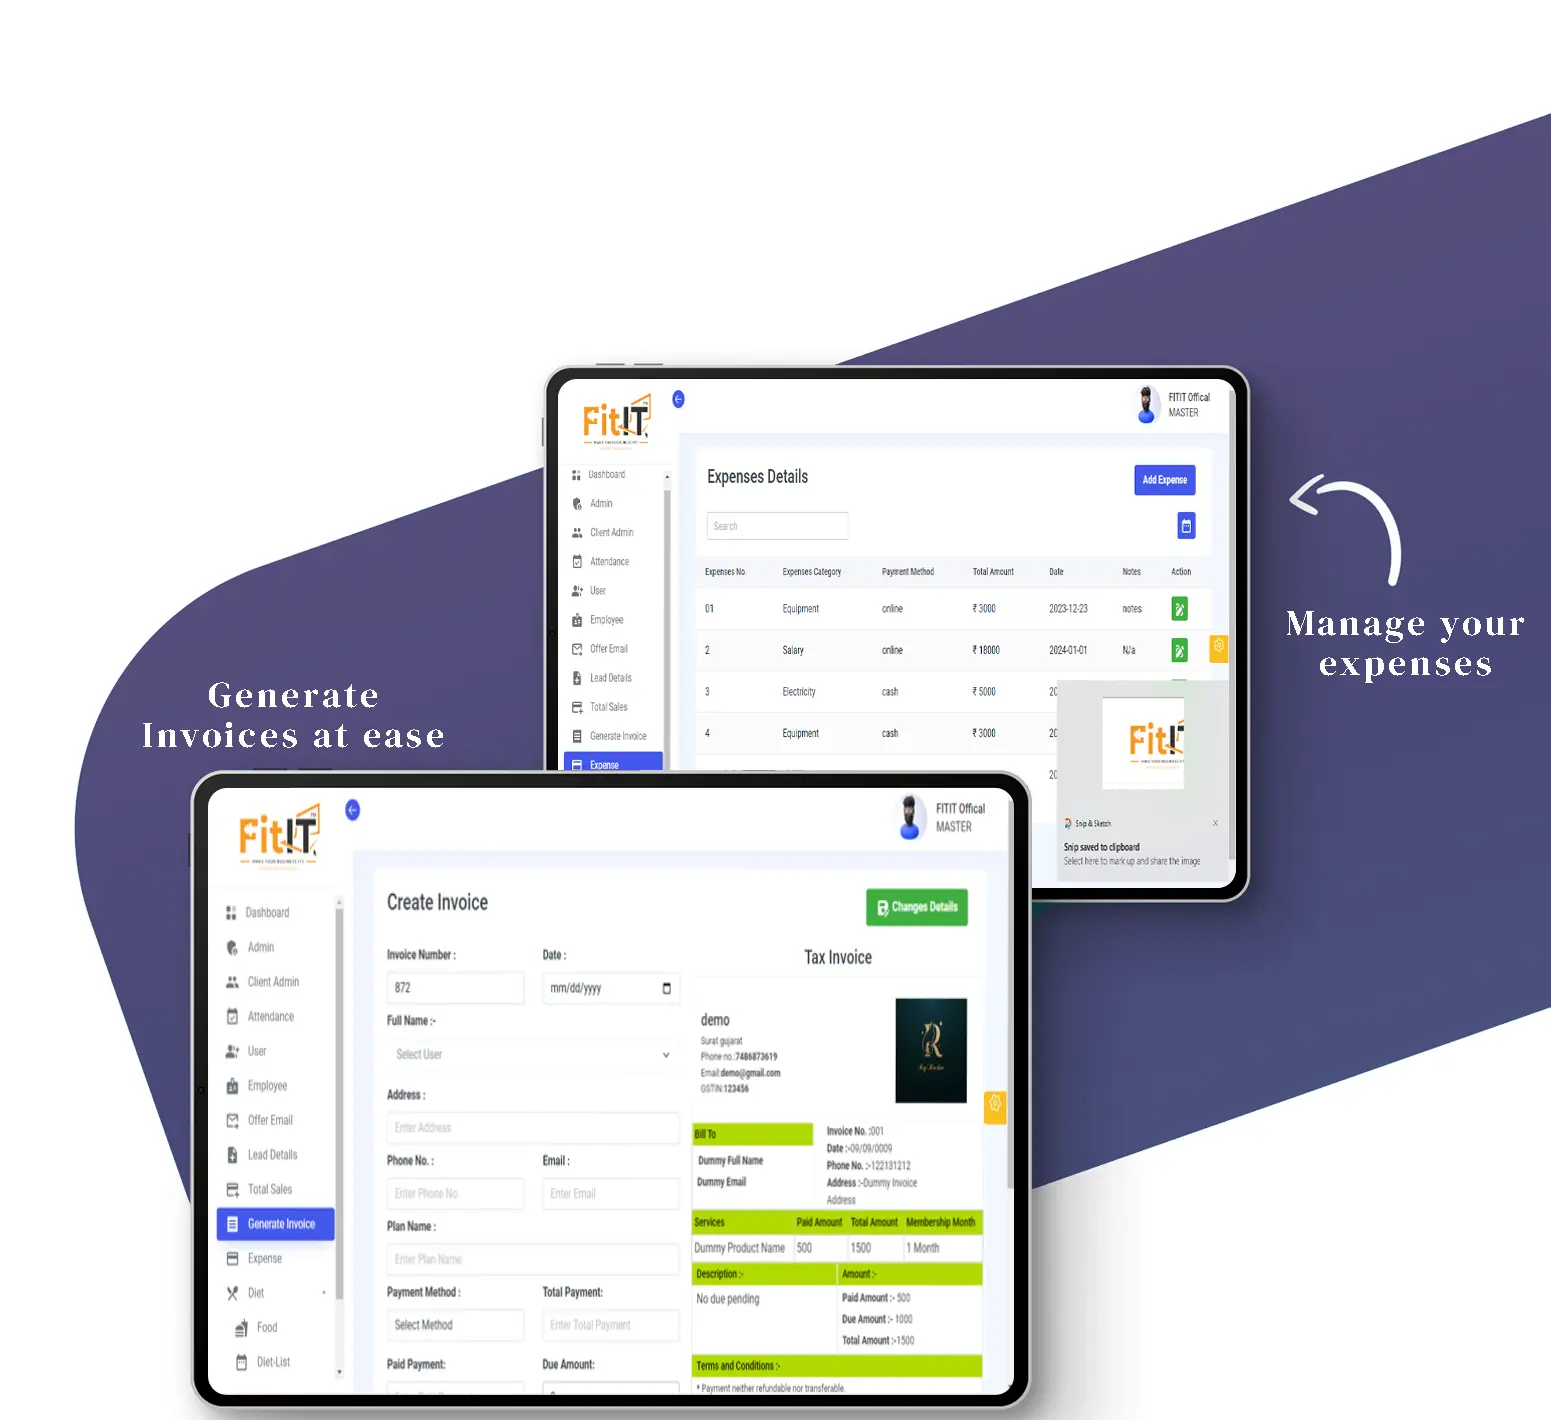 FitIT
FITIT Offical
MASTER
Dashboard
Admin
Client Admin
Attendance
User
Employee
Offer Email
Lead Details
Total Sales
Generate Invoice
Expense
Expenses Details
Add Expense
Search
Expenses No. Expenses Category Payment Method Total Amount Date Notes Action
01 Equipment online ₹ 3000 2023-12-23 notes
2 Salary online ₹ 18000 2024-01-01 N/a
3 Electricity cash ₹ 5000 20
4 Equipment cash ₹ 3000 20
20
FitI
Snip & Sketch X
Snip saved to clipboard
Select here to mark up and share the image
Manage your
expenses
Generate
Invoices at ease
FitIT
MAKE YOUR BUSINESS FIT
FITIT Offical
MASTER
Dashboard
Admin
Client Admin
Attendance
User
Employee
Offer Email
Lead Details
Total Sales
Generate Invoice
Expense
Diet
Food
Diet-List
Create Invoice
Changes Details
Invoice Number : Date :
872 mm/dd/yyyy
Full Name :-
Select User
Address :
Enter Address
Phone No. : Email :
Enter Phone No. Enter Email
Plan Name :
Enter Plan Name
Payment Method : Total Payment:
Select Method Enter Total Payment
Paid Payment: Due Amount:
Tax Invoice
demo
Surat gujarat
Phone no.:7486873619
Email:demo@gmail.com
GSTIN:123456
Bill To
Dummy Full Name
Dummy Email
Invoice No. :001
Date :-09/09/0009
Phone No. :-122131212
Address :-Dummy Invoice
Address
Services Paid Amount Total Amount Membership Month
Dummy Product Name 500 1500 1 Month
Description :- Amount :-
No due pending
Paid Amount :- 500
Due Amount :- 1000
Total Amount :-1500
Terms and Conditions :-
* Payment neither refundable nor transferable.